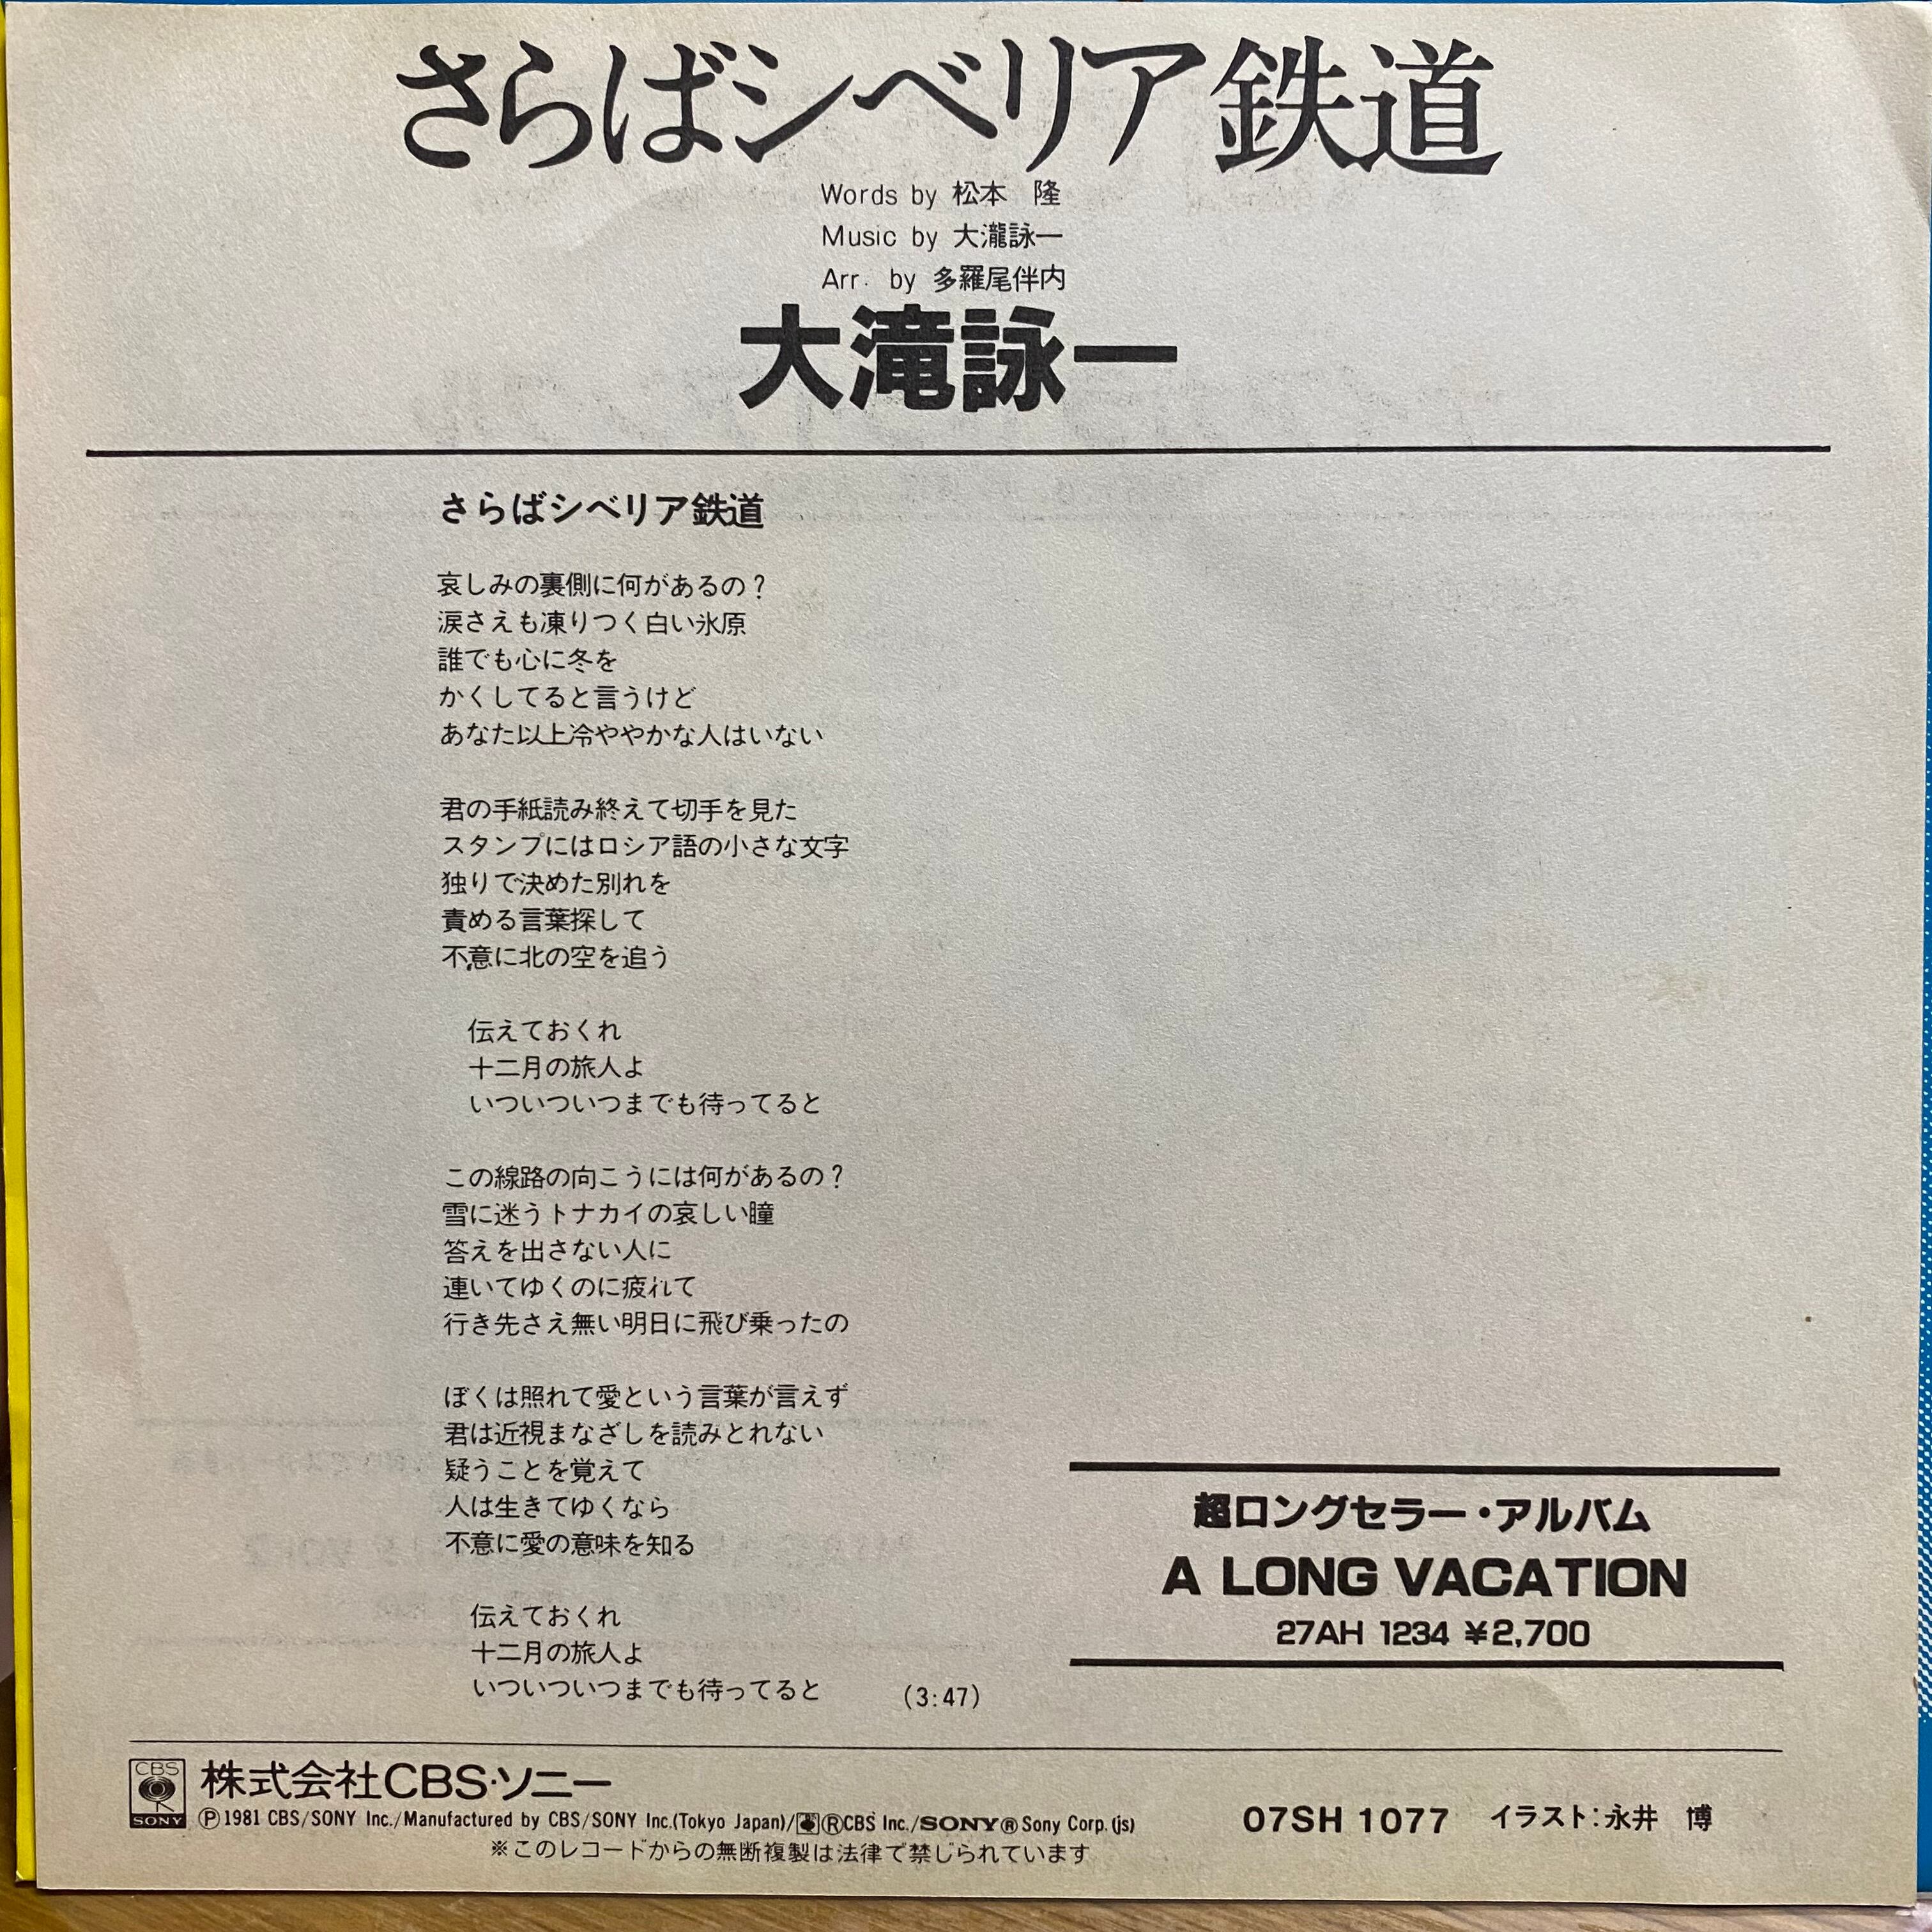 さらばシベリア鉄道
Words by 松本 隆
Music by 大瀧詠一
Arr. by 多羅尾伴内
大滝詠一
さらばシベリア鉄道
哀しみの裏側に何があるの？
涙さえも凍りつく白い氷原
誰でも心に冬を
かくしてると言うけど
あなた以上冷ややかな人はいない
君の手紙読み終えて切手を見た
スタンプにはロシア語の小さな文字
独りで決めた別れを
責める言葉探して
不意に北の空を追う
伝えておくれ
十二月の旅人よ
いついついつまでも待ってると
この線路の向こうには何があるの？
雪に迷うトナカイの哀しい瞳
答えを出さない人に
連いてゆくのに疲れて
行き先さえ無い明日に飛び乗ったの
ぼくは照れて愛という言葉が言えず
君は近視まなざしを読みとれない
疑うことを覚えて
人は生きてゆくなら
不意に愛の意味を知る
伝えておくれ
十二月の旅人よ
いついついつまでも待ってると (3:47)
超ロングセラー・アルバム
A LONG VACATION
27AH 1234 ¥2,700
CBS SONY 株式会社CBS・ソニー
Ⓟ1981 CBS/SONY Inc./Manufactured by CBS/SONY Inc.(Tokyo Japan)/®CBS Inc./SONY®Sony Corp.(js)
07SH 1077 イラスト:永井 博
※このレコードからの無断複製は法律で禁じられています